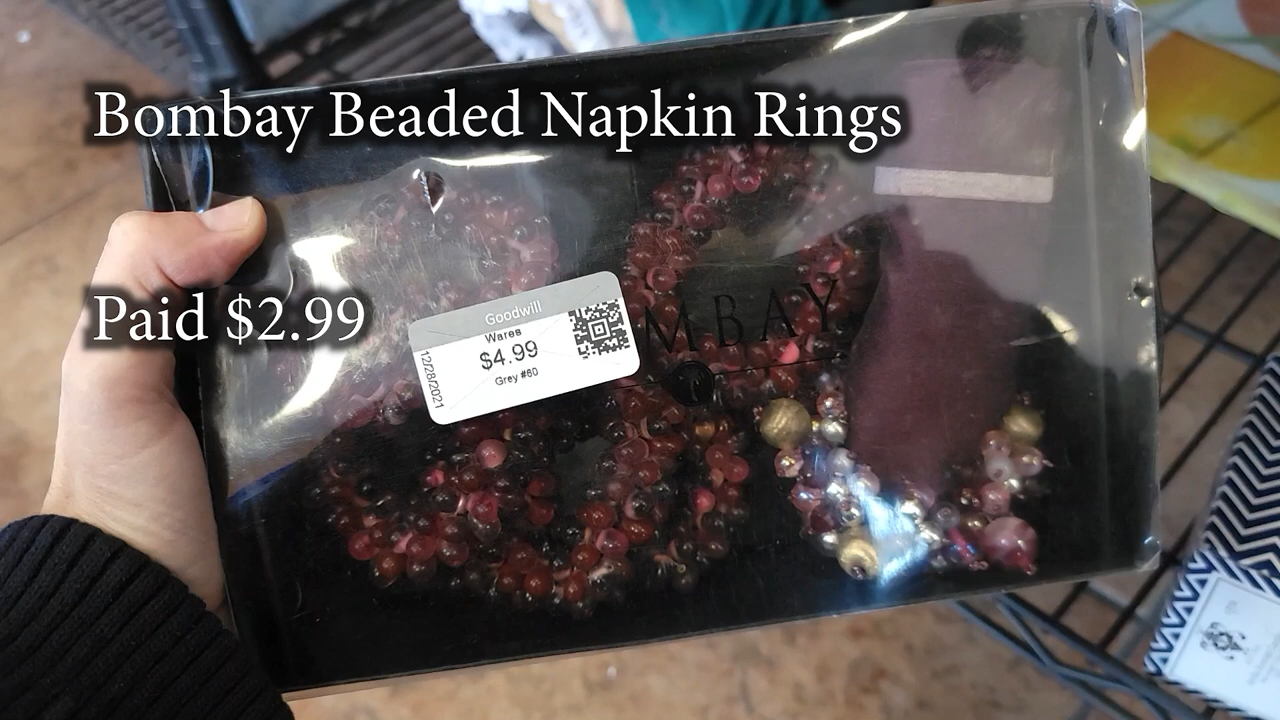 Bombay Beaded Napkin Rings
Paid $2.99
Goodwill
Wares
$4.99
Grey #60
12/28/2021
MBAY